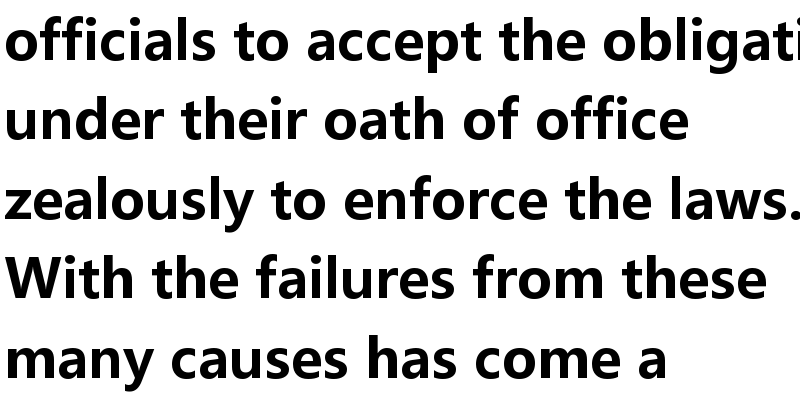 officials to accept the obligati
under their oath of office
zealously to enforce the laws.
With the failures from these
many causes has come a